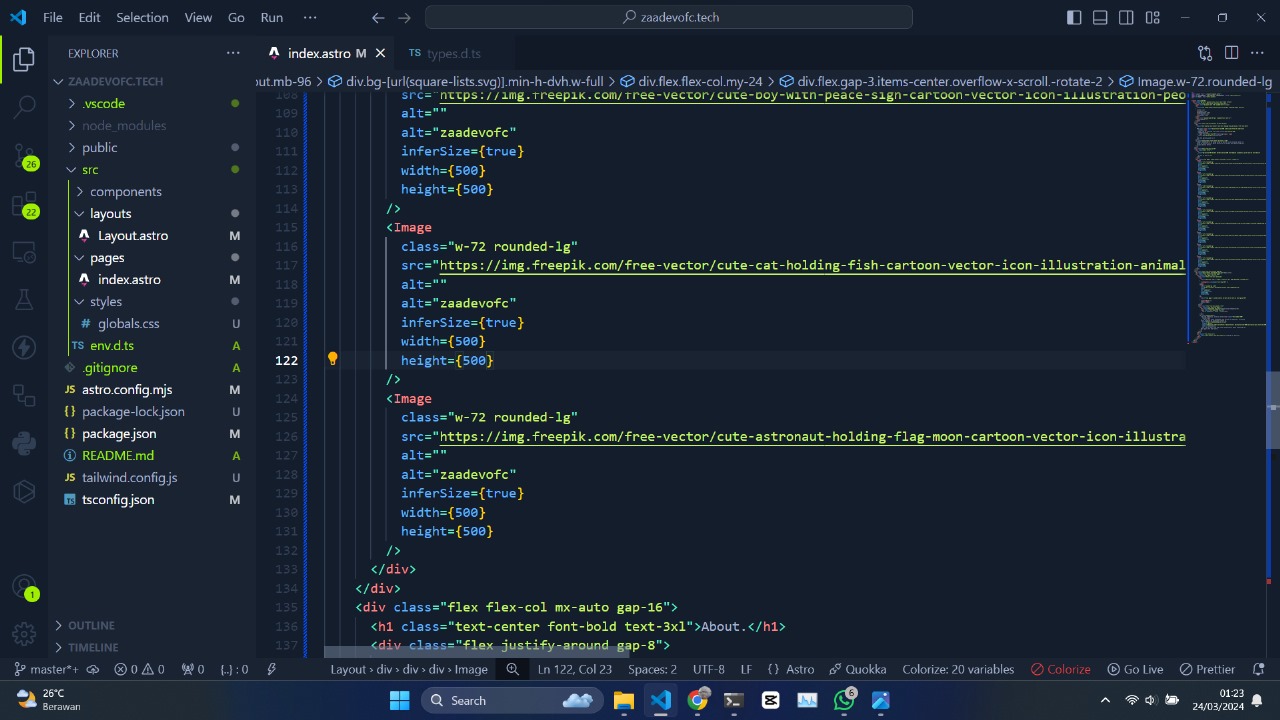 File Edit Selection View Go Run ··· zaadevofc.tech
EXPLORER ···
index.astro M
TS types.d.ts
out.mb-96 > div.bg-[url(square-lists.svg)].min-h-dvh.w-full > div.flex.flex-col.my-24 > div.flex.gap-3.items-center.overflow-x-scroll.-rotate-2 > Image.w-72.rounded-lg
ZAADEVOFC.TECH
.vscode
node_modules
public
src
components
layouts
Layout.astro M
pages
index.astro M
styles
# globals.css U
TS env.d.ts A
.gitignore A
JS astro.config.mjs M
{} package-lock.json U
{} package.json M
README.md A
JS tailwind.config.js U
TS tsconfig.json M
OUTLINE
TIMELINE
26
22
1
108 src="https://img.freepik.com/free-vector/cute-boy-with-peace-sign-cartoon-vector-icon-illustration-peo
109 alt=""
110 alt="zaadevofc"
111 inferSize={true}
112 width={500}
113 height={500}
114 />
115 <Image
116 class="w-72 rounded-lg"
117 src="https://img.freepik.com/free-vector/cute-cat-holding-fish-cartoon-vector-icon-illustration-animal
118 alt=""
119 alt="zaadevofc"
120 inferSize={true}
121 width={500}
122 height={500}
123 />
124 <Image
125 class="w-72 rounded-lg"
126 src="https://img.freepik.com/free-vector/cute-astronaut-holding-flag-moon-cartoon-vector-icon-illustra
127 alt=""
128 alt="zaadevofc"
129 inferSize={true}
130 width={500}
131 height={500}
132 />
133 </div>
134 </div>
135 <div class="flex flex-col mx-auto gap-16">
136 <h1 class="text-center font-bold text-3xl">About.</h1>
137 <div class="flex justify-around gap-8">
master*+ 0 0 0 {..} : 0 Layout > div > div > div > Image Ln 122, Col 23 Spaces: 2 UTF-8 LF {} Astro Quokka Colorize: 20 variables Colorize Go Live Prettier
26°C
Berawan
Search
6
01:23
24/03/2024